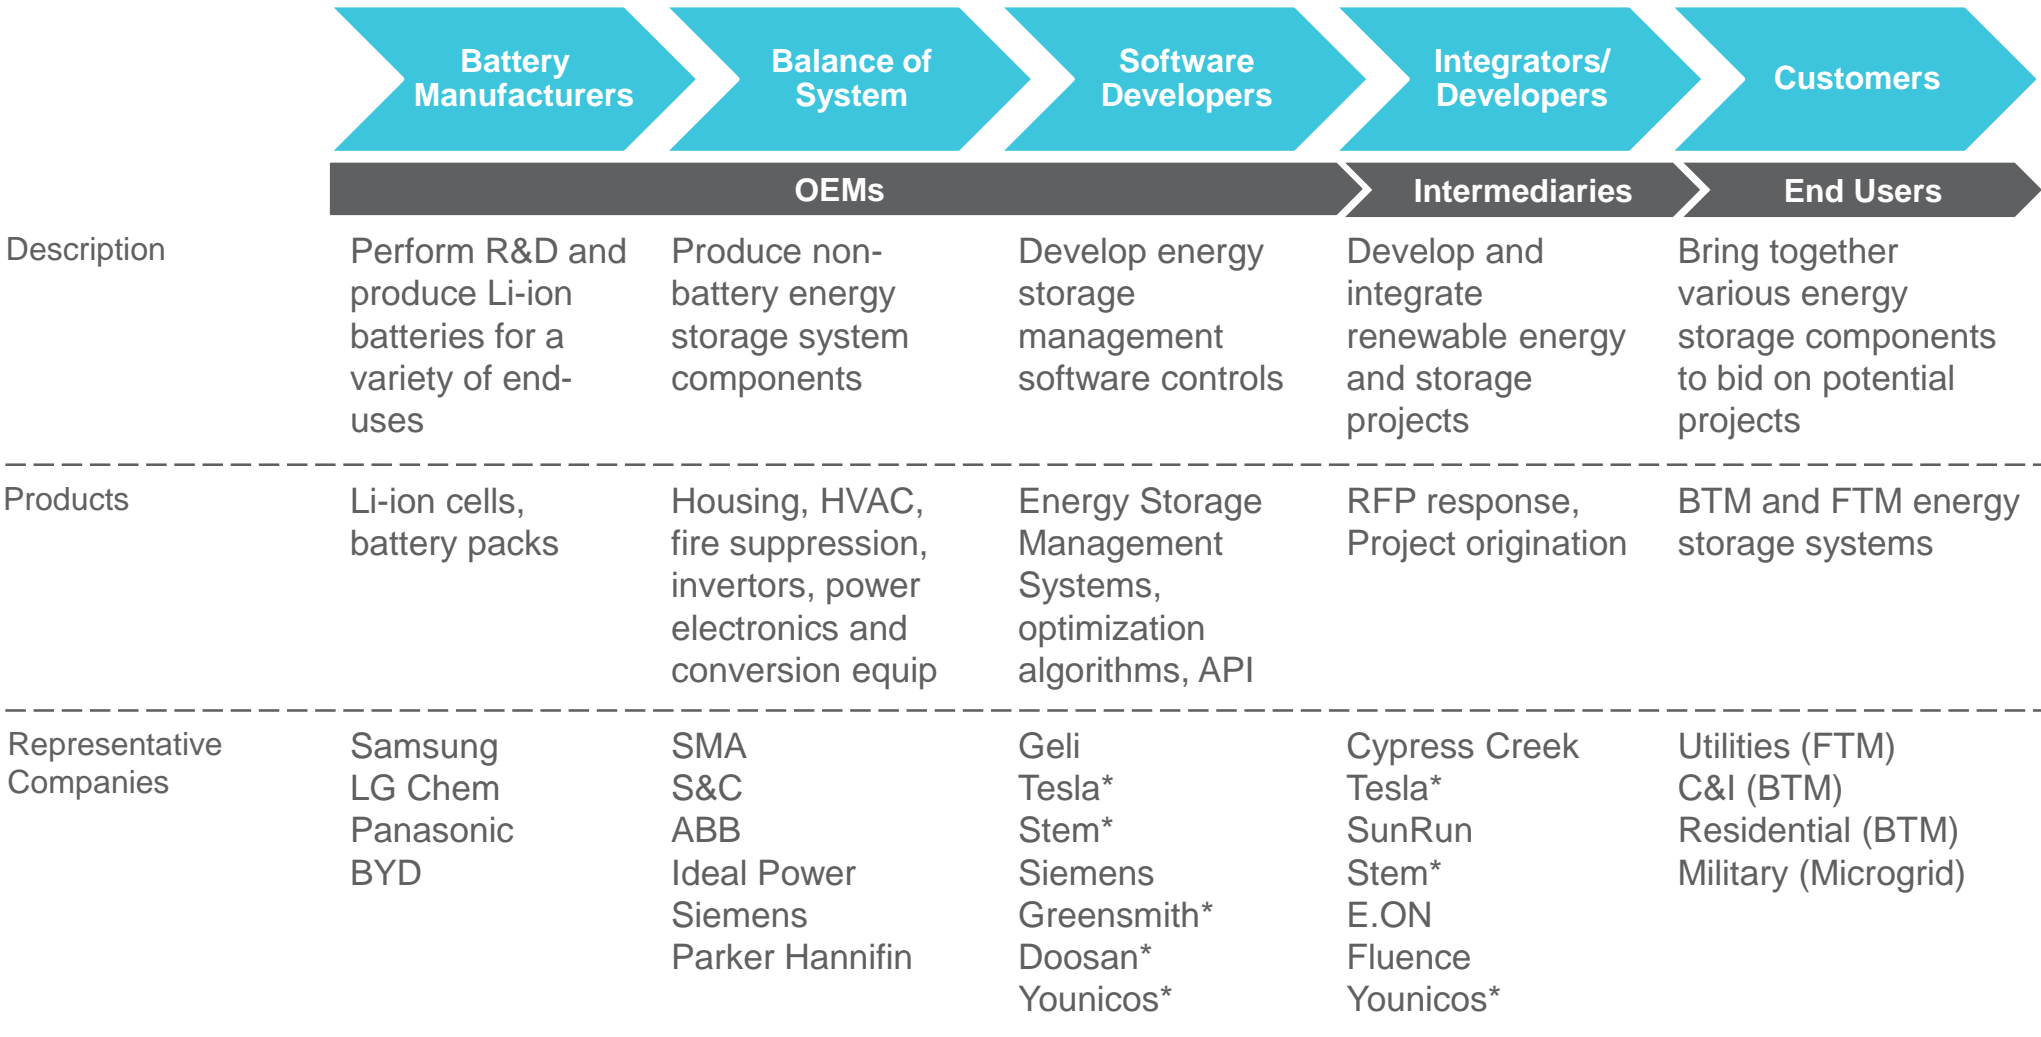 Battery
Manufacturers
Balance of
System
Software
Developers
Integrators/
Developers
Customers
OEMs
Intermediaries
End Users
Description
Perform R&D and
produce Li-ion
batteries for a
variety of end-
uses
Produce non-
battery energy
storage system
components
Develop energy
storage
management
software controls
Develop and
integrate
renewable energy
and storage
projects
Bring together
various energy
storage components
to bid on potential
projects
Products
Li-ion cells,
battery packs
Housing, HVAC,
fire suppression,
invertors, power
electronics and
conversion equip
Energy Storage
Management
Systems,
optimization
algorithms, API
RFP response,
Project origination
BTM and FTM energy
storage systems
Representative
Companies
Samsung
LG Chem
Panasonic
BYD
SMA
S&C
ABB
Ideal Power
Siemens
Parker Hannifin
Geli
Tesla*
Stem*
Siemens
Greensmith*
Doosan*
Younicos*
Cypress Creek
Tesla*
SunRun
Stem*
E.ON
Fluence
Younicos*
Utilities (FTM)
C&I (BTM)
Residential (BTM)
Military (Microgrid)